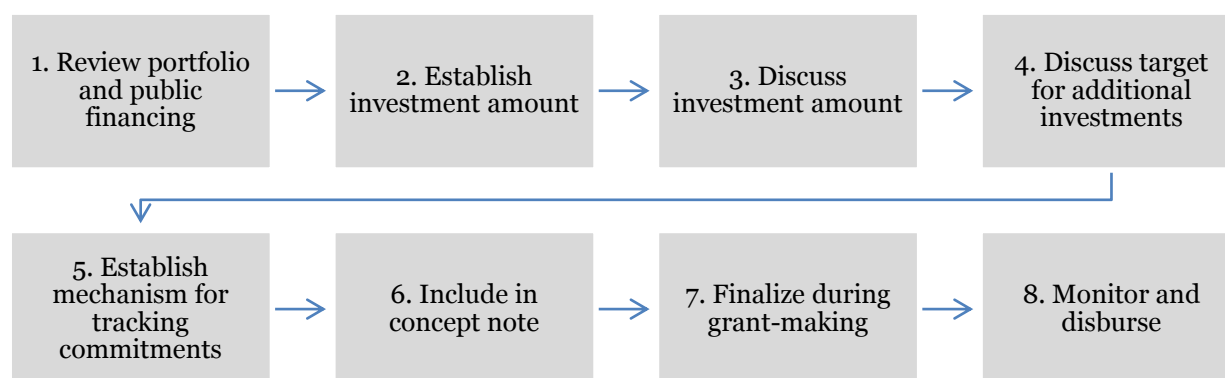 1. Review portfolio
and public
financing
2. Establish
investment amount
3. Discuss
investment amount
4. Discuss target
for additional
investments
5. Establish
mechanism for
tracking
commitments
6. Include in
concept note
7. Finalize during
grant-making
8. Monitor and
disburse